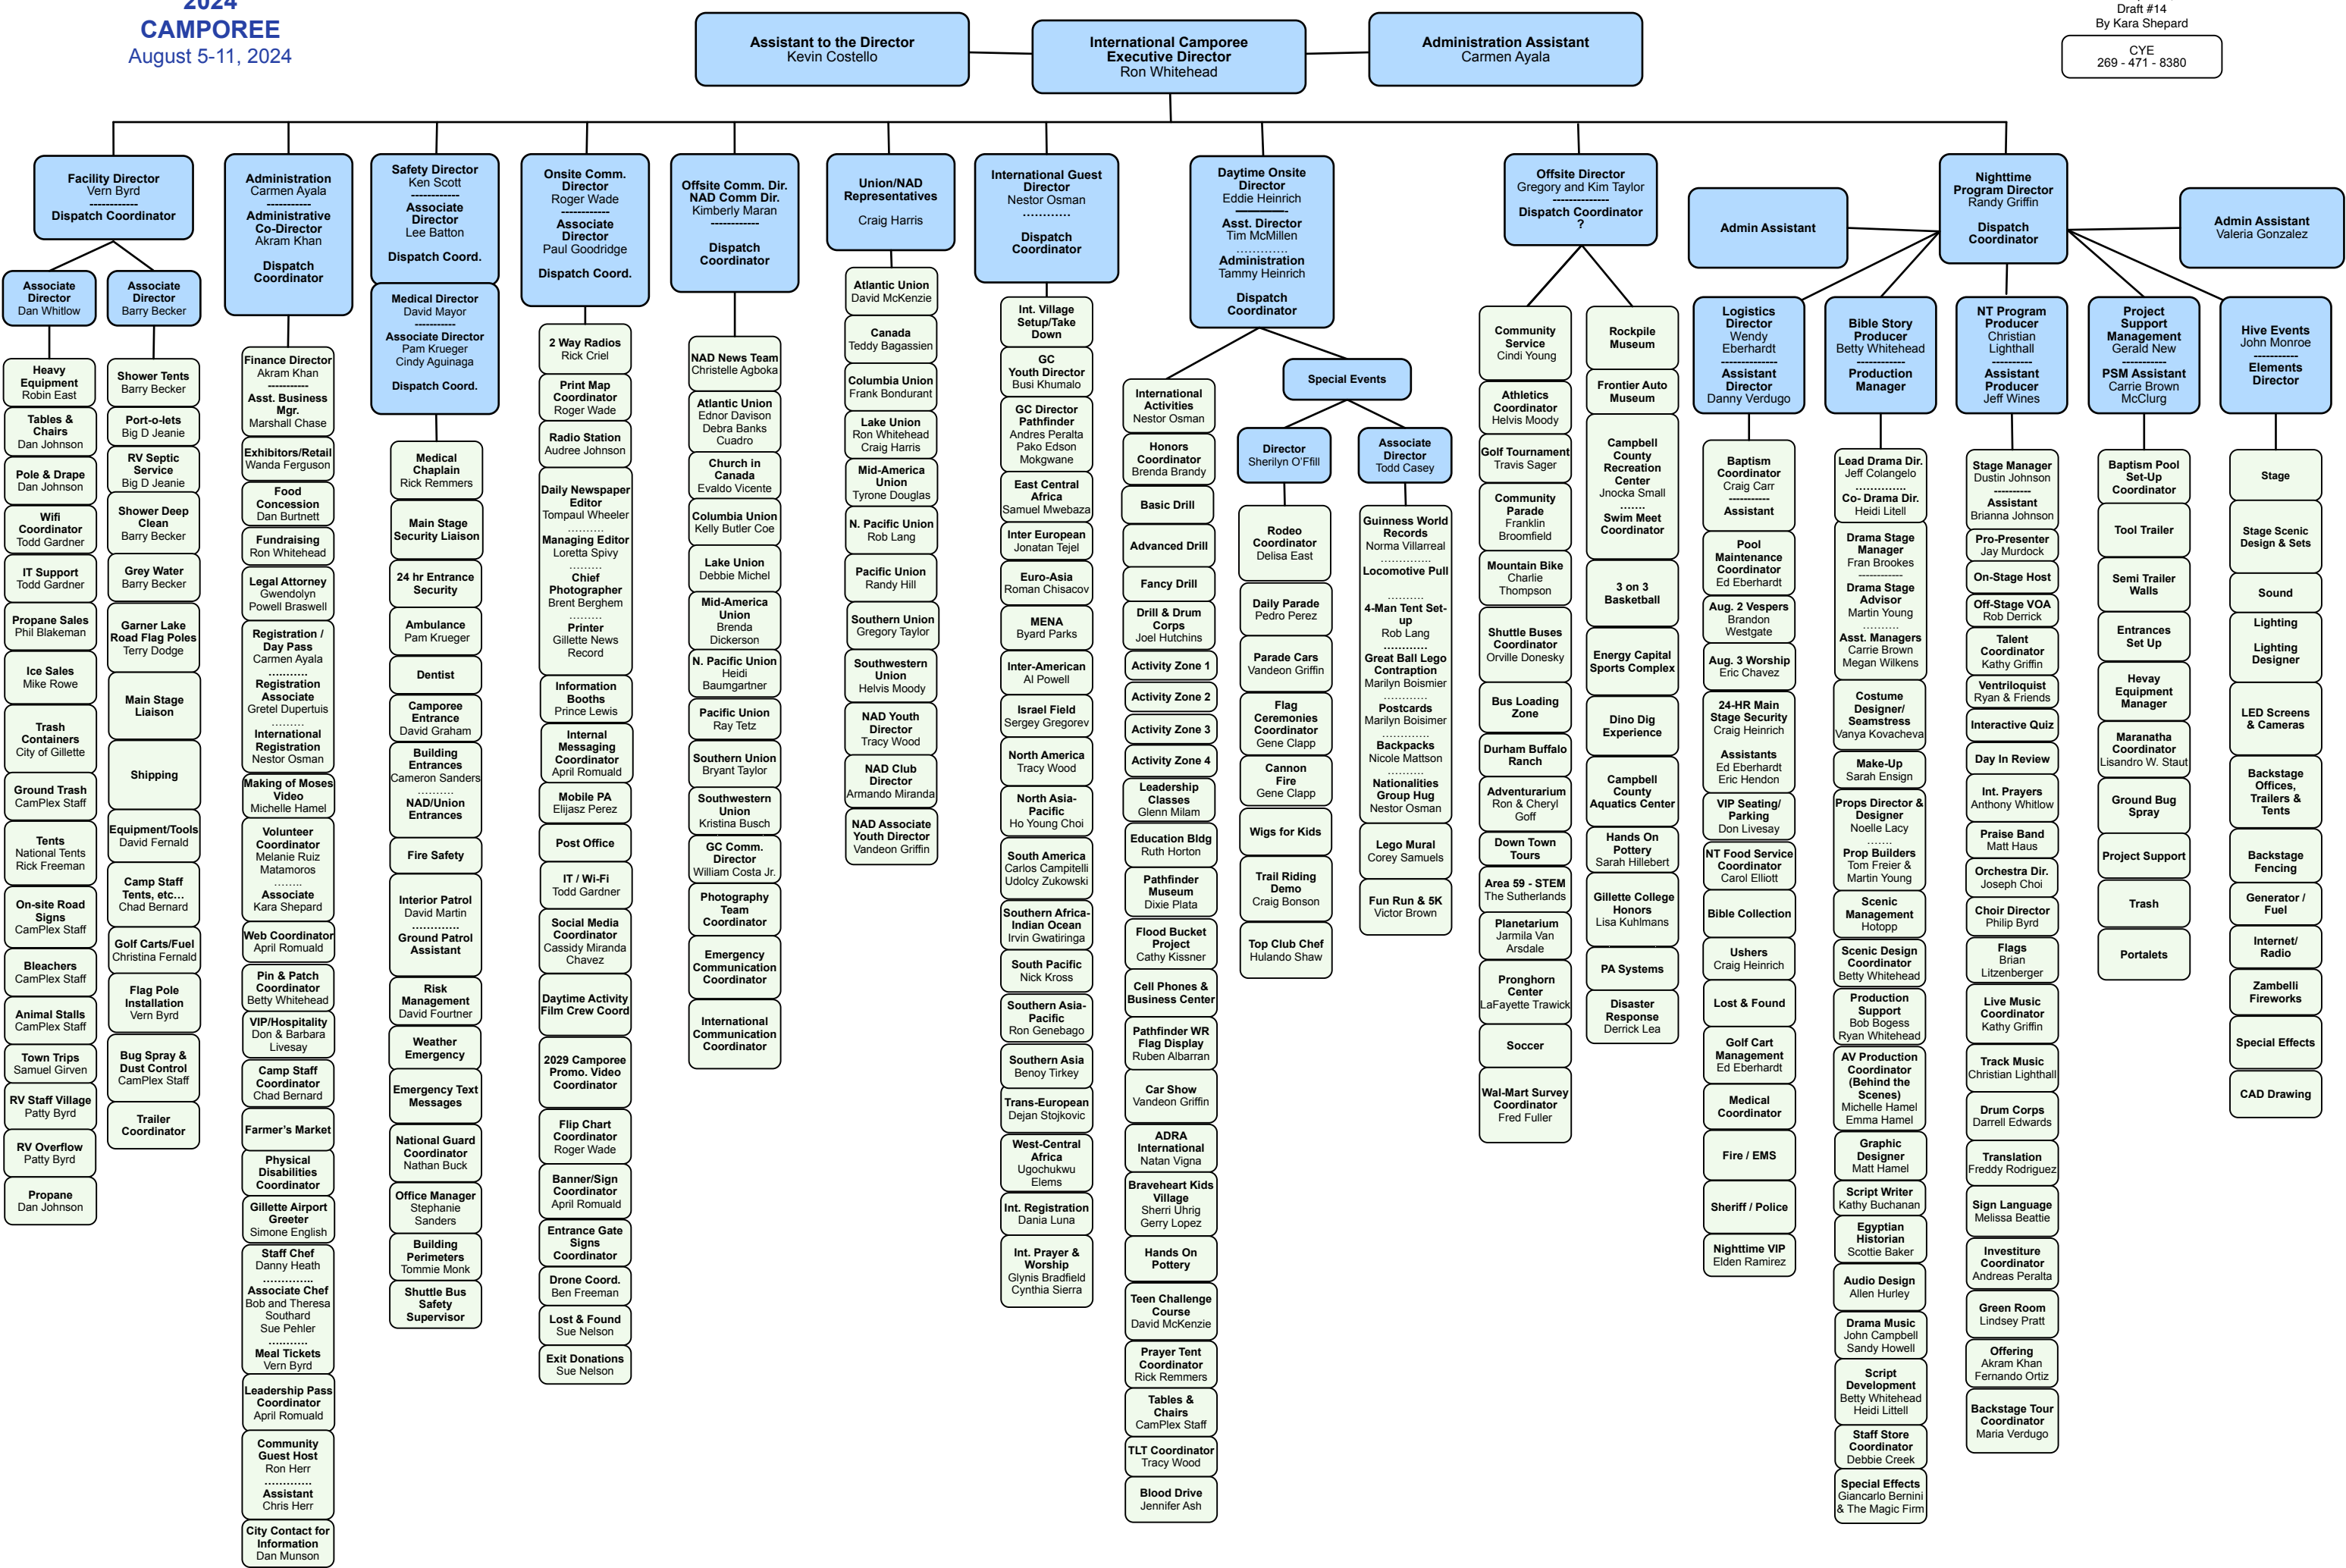 2024
CAMPOREE
August 5-11, 2024
Draft #14
By Kara Shepard
CYE
269 - 471 - 8380
Assistant to the Director
Kevin Costello
International Camporee
Executive Director
Ron Whitehead
Administration Assistant
Carmen Ayala
Facility Director
Vern Byrd
------------
Dispatch Coordinator
Associate
Director
Dan Whitlow
Heavy
Equipment
Robin East
Tables &
Chairs
Dan Johnson
Pole & Drape
Dan Johnson
Wifi
Coordinator
Todd Gardner
IT Support
Todd Gardner
Propane Sales
Phil Blakeman
Ice Sales
Mike Rowe
Trash
Containers
City of Gillette
Ground Trash
CamPlex Staff
Tents
National Tents
Rick Freeman
On-site Road
Signs
CamPlex Staff
Bleachers
CamPlex Staff
Animal Stalls
CamPlex Staff
Town Trips
Samuel Girven
RV Staff Village
Patty Byrd
RV Overflow
Patty Byrd
Propane
Dan Johnson
Associate
Director
Barry Becker
Shower Tents
Barry Becker
Port-o-lets
Big D Jeanie
RV Septic
Service
Big D Jeanie
Shower Deep
Clean
Barry Becker
Grey Water
Barry Becker
Garner Lake
Road Flag Poles
Terry Dodge
Main Stage
Liaison
Shipping
Equipment/Tools
David Fernald
Camp Staff
Tents, etc…
Chad Bernard
Golf Carts/Fuel
Christina Fernald
Flag Pole
Installation
Vern Byrd
Bug Spray &
Dust Control
CamPlex Staff
Trailer
Coordinator
Administration
Carmen Ayala
-----------
Administrative
Co-Director
Akram Khan
Dispatch
Coordinator
Finance Director
Akram Khan
-----------
Asst. Business
Mgr.
Marshall Chase
Exhibitors/Retail
Wanda Ferguson
Food
Concession
Dan Burtnett
Fundraising
Ron Whitehead
Legal Attorney
Gwendolyn
Powell Braswell
Registration /
Day Pass
Carmen Ayala
...........
Registration
Associate
Gretel Dupertuis
.........
International
Registration
Nestor Osman
Making of Moses
Video
Michelle Hamel
Volunteer
Coordinator
Melanie Ruiz
Matamoros
........
Associate
Kara Shepard
Web Coordinator
April Romuald
Pin & Patch
Coordinator
Betty Whitehead
VIP/Hospitality
Don & Barbara
Livesay
Camp Staff
Coordinator
Chad Bernard
Farmer's Market
Physical
Disabilities
Coordinator
Gillette Airport
Greeter
Simone English
Staff Chef
Danny Heath
.............
Associate Chef
Bob and Theresa
Southard
Sue Pehler
...........
Meal Tickets
Vern Byrd
Leadership Pass
Coordinator
April Romuald
Community
Guest Host
Ron Herr
.............
Assistant
Chris Herr
City Contact for
Information
Dan Munson
Safety Director
Ken Scott
------------
Associate
Director
Lee Batton
Dispatch Coord.
Medical Director
David Mayor
-----------
Associate Director
Pam Krueger
Cindy Aguinaga
Dispatch Coord.
Medical
Chaplain
Rick Remmers
Main Stage
Security Liaison
24 hr Entrance
Security
Ambulance
Pam Krueger
Dentist
Camporee
Entrance
David Graham
Building
Entrances
Cameron Sanders
..........
NAD/Union
Entrances
Fire Safety
Interior Patrol
David Martin
.............
Ground Patrol
Assistant
Risk
Management
David Fourtner
Weather
Emergency
Emergency Text
Messages
National Guard
Coordinator
Nathan Buck
Office Manager
Stephanie
Sanders
Building
Perimeters
Tommie Monk
Shuttle Bus
Safety
Supervisor
Onsite Comm.
Director
Roger Wade
------------
Associate
Director
Paul Goodridge
Dispatch Coord.
2 Way Radios
Rick Criel
Print Map
Coordinator
Roger Wade
Radio Station
Audree Johnson
Daily Newspaper
Editor
Tompaul Wheeler
..........
Managing Editor
Loretta Spivy
.........
Chief
Photographer
Brent Berghem
.........
Printer
Gillette News
Record
Information
Booths
Prince Lewis
Internal
Messaging
Coordinator
April Romuald
Mobile PA
Elijasz Perez
Post Office
IT / Wi-Fi
Todd Gardner
Social Media
Coordinator
Cassidy Miranda
Chavez
Daytime Activity
Film Crew Coord
2029 Camporee
Promo. Video
Coordinator
Flip Chart
Coordinator
Roger Wade
Banner/Sign
Coordinator
April Romuald
Entrance Gate
Signs
Coordinator
Drone Coord.
Ben Freeman
Lost & Found
Sue Nelson
Exit Donations
Sue Nelson
Offsite Comm. Dir.
NAD Comm Dir.
Kimberly Maran
------------
Dispatch
Coordinator
NAD News Team
Christelle Agboka
Atlantic Union
Ednor Davison
Debra Banks
Cuadro
Church in
Canada
Evaldo Vicente
Columbia Union
Kelly Butler Coe
Lake Union
Debbie Michel
Mid-America
Union
Brenda
Dickerson
N. Pacific Union
Heidi
Baumgartner
Pacific Union
Ray Tetz
Southern Union
Bryant Taylor
Southwestern
Union
Kristina Busch
GC Comm.
Director
William Costa Jr.
Photography
Team
Coordinator
Emergency
Communication
Coordinator
International
Communication
Coordinator
Union/NAD
Representatives
Craig Harris
Atlantic Union
David McKenzie
Canada
Teddy Bagassien
Columbia Union
Frank Bondurant
Lake Union
Ron Whitehead
Craig Harris
Mid-America
Union
Tyrone Douglas
N. Pacific Union
Rob Lang
Pacific Union
Randy Hill
Southern Union
Gregory Taylor
Southwestern
Union
Helvis Moody
NAD Youth
Director
Tracy Wood
NAD Club
Director
Armando Miranda
NAD Associate
Youth Director
Vandeon Griffin
International Guest
Director
Nestor Osman
............
Dispatch
Coordinator
Int. Village
Setup/Take
Down
GC
Youth Director
Busi Khumalo
GC Director
Pathfinder
Andres Peralta
Pako Edson
Mokgwane
East Central
Africa
Samuel Mwebaza
Inter European
Jonatan Tejel
Euro-Asia
Roman Chisacov
MENA
Byard Parks
Inter-American
Al Powell
Israel Field
Sergey Gregorev
North America
Tracy Wood
North Asia-
Pacific
Ho Young Choi
South America
Carlos Campitelli
Udolcy Zukowski
Southern Africa-
Indian Ocean
Irvin Gwatiringa
South Pacific
Nick Kross
Southern Asia-
Pacific
Ron Genebago
Southern Asia
Benoy Tirkey
Trans-European
Dejan Stojkovic
West-Central
Africa
Ugochukwu
Elems
Int. Registration
Dania Luna
Int. Prayer &
Worship
Glynis Bradfield
Cynthia Sierra
Daytime Onsite
Director
Eddie Heinrich
------------
Asst. Director
Tim McMillen
.............
Administration
Tammy Heinrich
Dispatch
Coordinator
International
Activities
Nestor Osman
Honors
Coordinator
Brenda Brandy
Basic Drill
Advanced Drill
Fancy Drill
Drill & Drum
Corps
Joel Hutchins
Activity Zone 1
Activity Zone 2
Activity Zone 3
Activity Zone 4
Leadership
Classes
Glenn Milam
Education Bldg
Ruth Horton
Pathfinder
Museum
Dixie Plata
Flood Bucket
Project
Cathy Kissner
Cell Phones &
Business Center
Pathfinder WR
Flag Display
Ruben Albarran
Car Show
Vandeon Griffin
ADRA
International
Natan Vigna
Braveheart Kids
Village
Sherri Uhrig
Gerry Lopez
Hands On
Pottery
Teen Challenge
Course
David McKenzie
Prayer Tent
Coordinator
Rick Remmers
Tables &
Chairs
CamPlex Staff
TLT Coordinator
Tracy Wood
Blood Drive
Jennifer Ash
Special Events
Director
Sherilyn O'Ffill
Rodeo
Coordinator
Delisa East
Daily Parade
Pedro Perez
Parade Cars
Vandeon Griffin
Flag
Ceremonies
Coordinator
Gene Clapp
Cannon
Fire
Gene Clapp
Wigs for Kids
Trail Riding
Demo
Craig Bonson
Top Club Chef
Hulando Shaw
Associate
Director
Todd Casey
Guinness World
Records
Norma Villarreal
.............
Locomotive Pull
..........
4-Man Tent Set-
up
Rob Lang
............
Great Ball Lego
Contraption
Marilyn Boismier
............
Postcards
Marilyn Boisimer
.............
Backpacks
Nicole Mattson
..........
Nationalities
Group Hug
Nestor Osman
Lego Mural
Corey Samuels
Fun Run & 5K
Victor Brown
Offsite Director
Gregory and Kim Taylor
--------------
Dispatch Coordinator
?
Community
Service
Cindi Young
Athletics
Coordinator
Helvis Moody
Golf Tournament
Travis Sager
Community
Parade
Franklin
Broomfield
Mountain Bike
Charlie
Thompson
Shuttle Buses
Coordinator
Orville Donesky
Bus Loading
Zone
Durham Buffalo
Ranch
Adventurarium
Ron & Cheryl
Goff
Down Town
Tours
Area 59 - STEM
The Sutherlands
Planetarium
Jarmila Van
Arsdale
Pronghorn
Center
LaFayette Trawick
Soccer
Wal-Mart Survey
Coordinator
Fred Fuller
Rockpile
Museum
Frontier Auto
Museum
Campbell
County
Recreation
Center
Jnocka Small
.......
Swim Meet
Coordinator
3 on 3
Basketball
Energy Capital
Sports Complex
Dino Dig
Experience
Campbell
County
Aquatics Center
Hands On
Pottery
Sarah Hillebert
Gillette College
Honors
Lisa Kuhlmans
PA Systems
Disaster
Response
Derrick Lea
Admin Assistant
Nighttime
Program Director
Randy Griffin
Dispatch
Coordinator
Admin Assistant
Valeria Gonzalez
Logistics
Director
Wendy
Eberhardt
--------------
Assistant
Director
Danny Verdugo
Baptism
Coordinator
Craig Carr
-----------
Assistant
Pool
Maintenance
Coordinator
Ed Eberhardt
Aug. 2 Vespers
Brandon
Westgate
Aug. 3 Worship
Eric Chavez
24-HR Main
Stage Security
Craig Heinrich
Assistants
Ed Eberhardt
Eric Hendon
VIP Seating/
Parking
Don Livesay
NT Food Service
Coordinator
Carol Elliott
Bible Collection
Ushers
Craig Heinrich
Lost & Found
Golf Cart
Management
Ed Eberhardt
Medical
Coordinator
Fire / EMS
Sheriff / Police
Nighttime VIP
Elden Ramirez
Bible Story
Producer
Betty Whitehead
-----------
Production
Manager
Lead Drama Dir.
Jeff Colangelo
.............
Co- Drama Dir.
Heidi Litell
Drama Stage
Manager
Fran Brookes
------------
Drama Stage
Advisor
Martin Young
..........
Asst. Managers
Carrie Brown
Megan Wilkens
Costume
Designer/
Seamstress
Vanya Kovacheva
Make-Up
Sarah Ensign
Props Director &
Designer
Noelle Lacy
.......
Prop Builders
Tom Freier &
Martin Young
Scenic
Management
Hotopp
Scenic Design
Coordinator
Betty Whitehead
Production
Support
Bob Bogess
Ryan Whitehead
AV Production
Coordinator
(Behind the
Scenes)
Michelle Hamel
Emma Hamel
Graphic
Designer
Matt Hamel
Script Writer
Kathy Buchanan
Egyptian
Historian
Scottie Baker
Audio Design
Allen Hurley
Drama Music
John Campbell
Sandy Howell
Script
Development
Betty Whitehead
Heidi Littell
Staff Store
Coordinator
Debbie Creek
Special Effects
Giancarlo Bernini
& The Magic Firm
NT Program
Producer
Christian
Lighthall
-----------
Assistant
Producer
Jeff Wines
Stage Manager
Dustin Johnson
----------
Assistant
Brianna Johnson
Pro-Presenter
Jay Murdock
On-Stage Host
Off-Stage VOA
Rob Derrick
Talent
Coordinator
Kathy Griffin
Ventriloquist
Ryan & Friends
Interactive Quiz
Day In Review
Int. Prayers
Anthony Whitlow
Praise Band
Matt Haus
Orchestra Dir.
Joseph Choi
Choir Director
Philip Byrd
Flags
Brian
Litzenberger
Live Music
Coordinator
Kathy Griffin
Track Music
Christian Lighthall
Drum Corps
Darrell Edwards
Translation
Freddy Rodriguez
Sign Language
Melissa Beattie
Investiture
Coordinator
Andreas Peralta
Green Room
Lindsey Pratt
Offering
Akram Khan
Fernando Ortiz
Backstage Tour
Coordinator
Maria Verdugo
Project
Support
Management
Gerald New
-----------
PSM Assistant
Carrie Brown
McClurg
Baptism Pool
Set-Up
Coordinator
Tool Trailer
Semi Trailer
Walls
Entrances
Set Up
Hevay
Equipment
Manager
Maranatha
Coordinator
Lisandro W. Staut
Ground Bug
Spray
Project Support
Trash
Portalets
Hive Events
John Monroe
-----------
Elements
Director
Stage
Stage Scenic
Design & Sets
Sound
Lighting
Lighting
Designer
LED Screens
& Cameras
Backstage
Offices,
Trailers &
Tents
Backstage
Fencing
Generator /
Fuel
Internet/
Radio
Zambelli
Fireworks
Special Effects
CAD Drawing